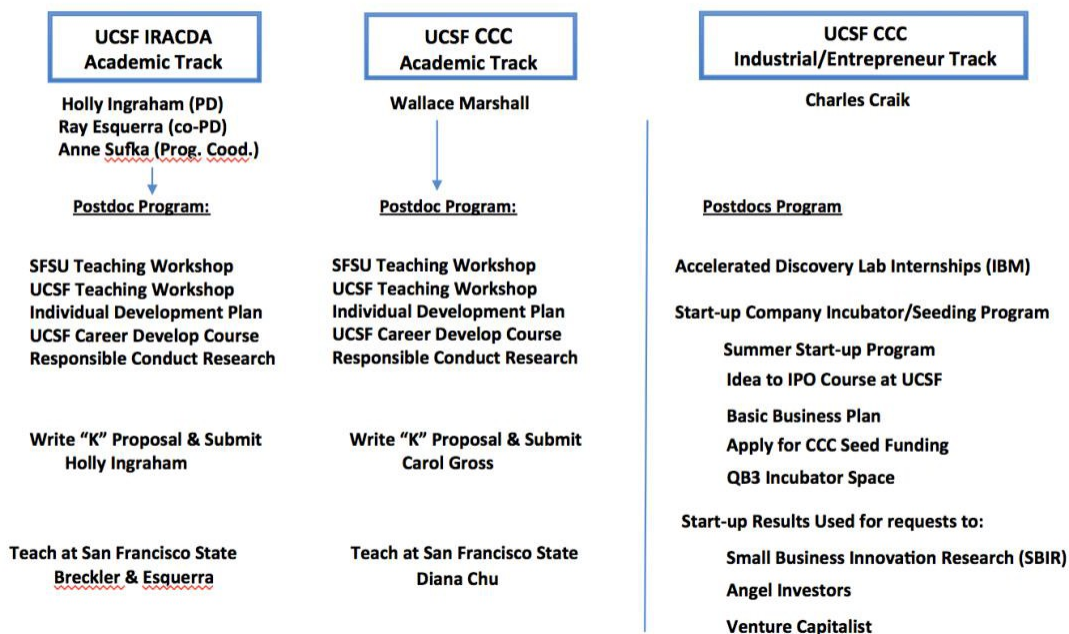 UCSF IRACDA
Academic Track
Holly Ingraham (PD)
Ray Esquerra (co-PD)
Anne Sufka (Prog. Cood.)
Postdoc Program:
SFSU Teaching Workshop
UCSF Teaching Workshop
Individual Development Plan
UCSF Career Develop Course
Responsible Conduct Research
Write “K” Proposal & Submit
Holly Ingraham
Teach at San Francisco State
Breckler & Esquerra
UCSF CCC
Academic Track
Wallace Marshall
Postdoc Program:
SFSU Teaching Workshop
UCSF Teaching Workshop
Individual Development Plan
UCSF Career Develop Course
Responsible Conduct Research
Write “K” Proposal & Submit
Carol Gross
Teach at San Francisco State
Diana Chu
UCSF CCC
Industrial/Entrepreneur Track
Charles Craik
Postdocs Program
Accelerated Discovery Lab Internships (IBM)
Start-up Company Incubator/Seeding Program
Summer Start-up Program
Idea to IPO Course at UCSF
Basic Business Plan
Apply for CCC Seed Funding
QB3 Incubator Space
Start-up Results Used for requests to:
Small Business Innovation Research (SBIR)
Angel Investors
Venture Capitalist